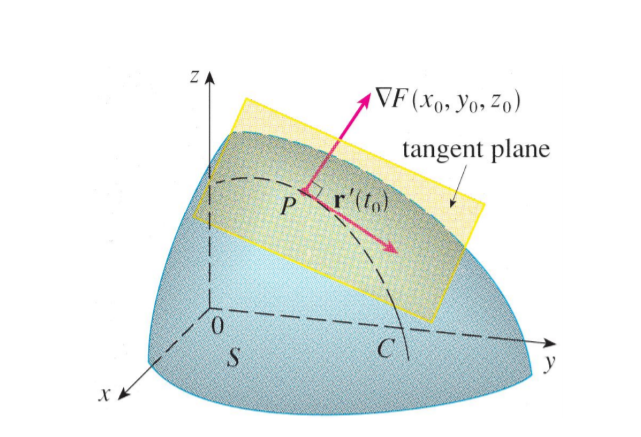 z
∇F(x₀, y₀, z₀)
tangent plane
P
r′(t₀)
0
S
C
y
x